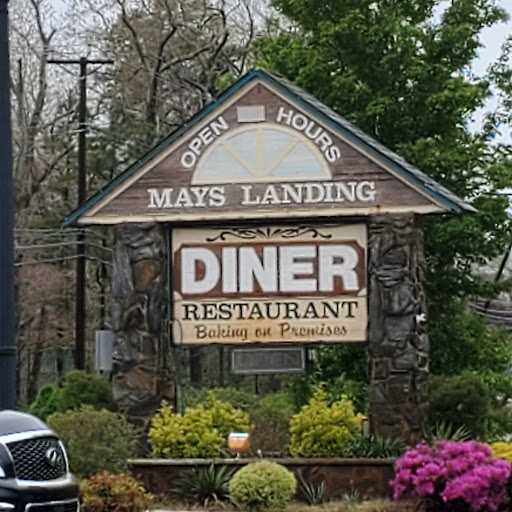 OPEN HOURS
MAYS LANDING
DINER
RESTAURANT
Baking on Premises